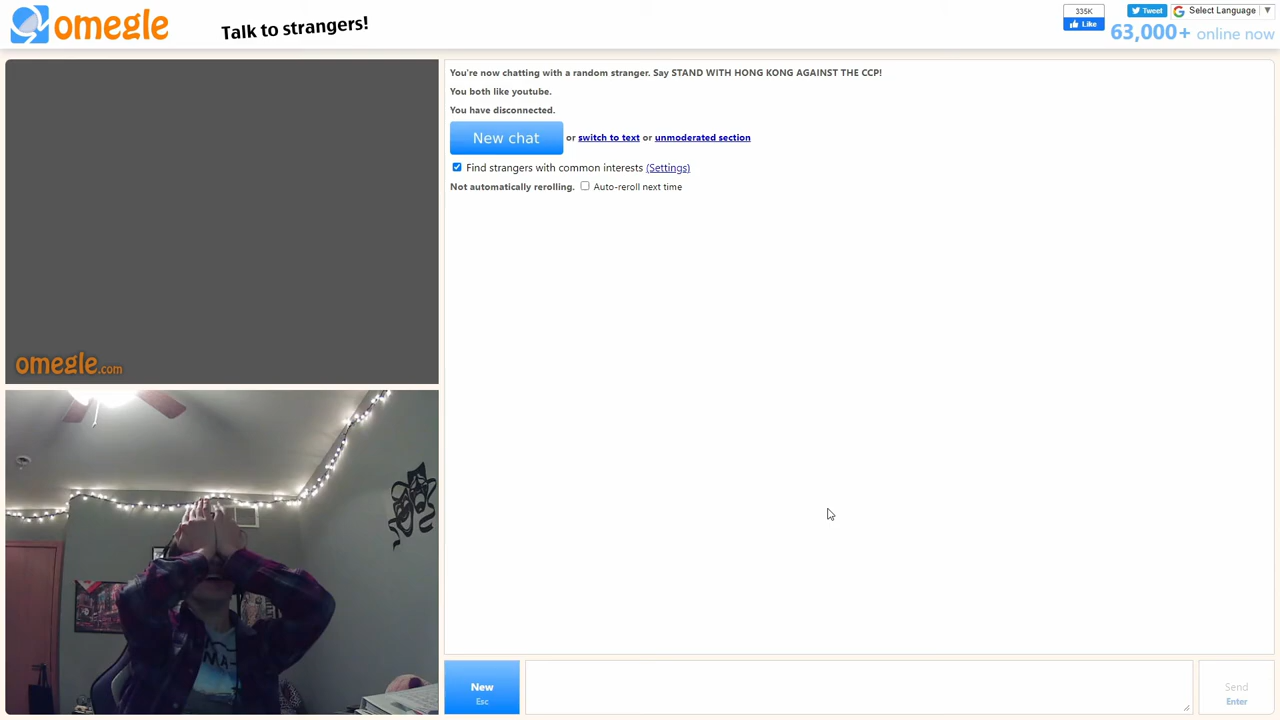 omegle
Talk to strangers!
335K
Like
Tweet
Select Language ▼
63,000+ online now
You're now chatting with a random stranger. Say STAND WITH HONG KONG AGAINST THE CCP!
You both like youtube.
You have disconnected.
New chat or switch to text or unmoderated section
Find strangers with common interests (Settings)
Not automatically rerolling. Auto-reroll next time
omegle.com
New
Esc
Send
Enter